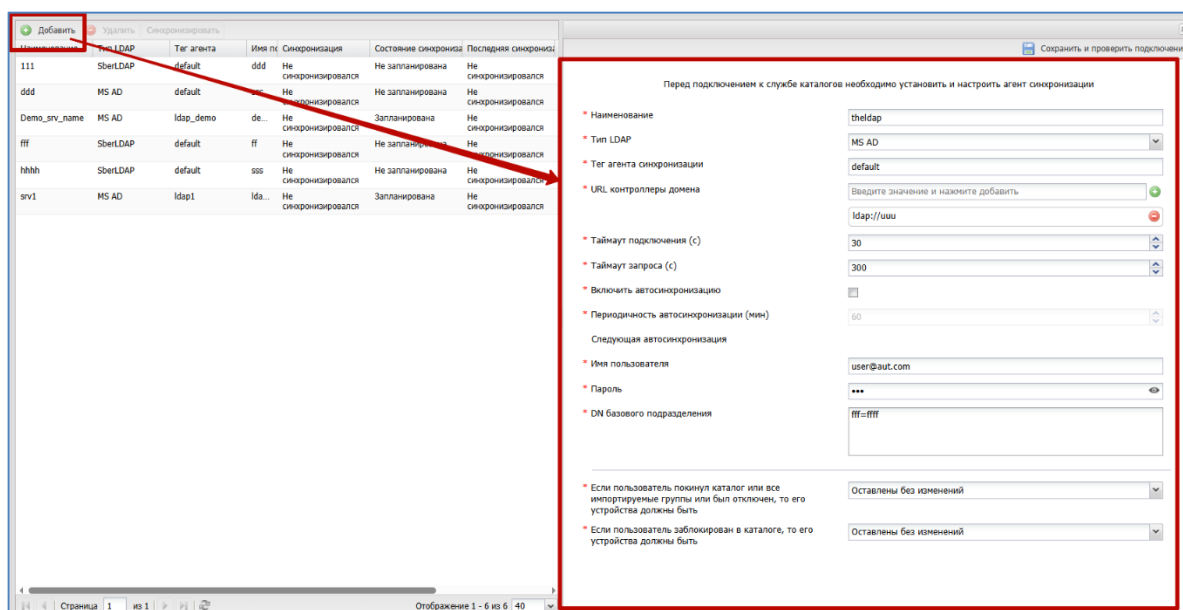 Добавить Удалить Синхронизировать
Наименование Тип LDAP Тег агента Имя по Синхронизация Состояние синхрониза Последняя синхрониза
111 SberLDAP default ddd Не синхронизировался Не запланирована Не синхронизировался
ddd MS AD default Не синхронизировался Не запланирована Не синхронизировался
Demo_srv_name MS AD ldap_demo de... Не синхронизировался Запланирована Не синхронизировался
fff SberLDAP default ff Не синхронизировался Не запланирована Не синхронизировался
hhhh SberLDAP default sss Не синхронизировался Не запланирована Не синхронизировался
srv1 MS AD ldap1 lda... Не синхронизировался Запланирована Не синхронизировался
Страница 1 из 1 Отображение 1 - 6 из 6 40
Сохранить и проверить подключени
Перед подключением к службе каталогов необходимо установить и настроить агент синхронизации
* Наименование theldap
* Тип LDAP MS AD
* Тег агента синхронизации default
* URL контроллеры домена Введите значение и нажмите добавить
ldap://uuu
* Таймаут подключения (с) 30
* Таймаут запроса (с) 300
* Включить автосинхронизацию
* Периодичность автосинхронизации (мин) 60
Следующая автосинхронизация
* Имя пользователя user@aut.com
* Пароль •••
* DN базового подразделения fff=ffff
* Если пользователь покинул каталог или все
импортируемые группы или был отключен, то его
устройства должны быть
Оставлены без изменений
* Если пользователь заблокирован в каталоге, то его
устройства должны быть
Оставлены без изменений